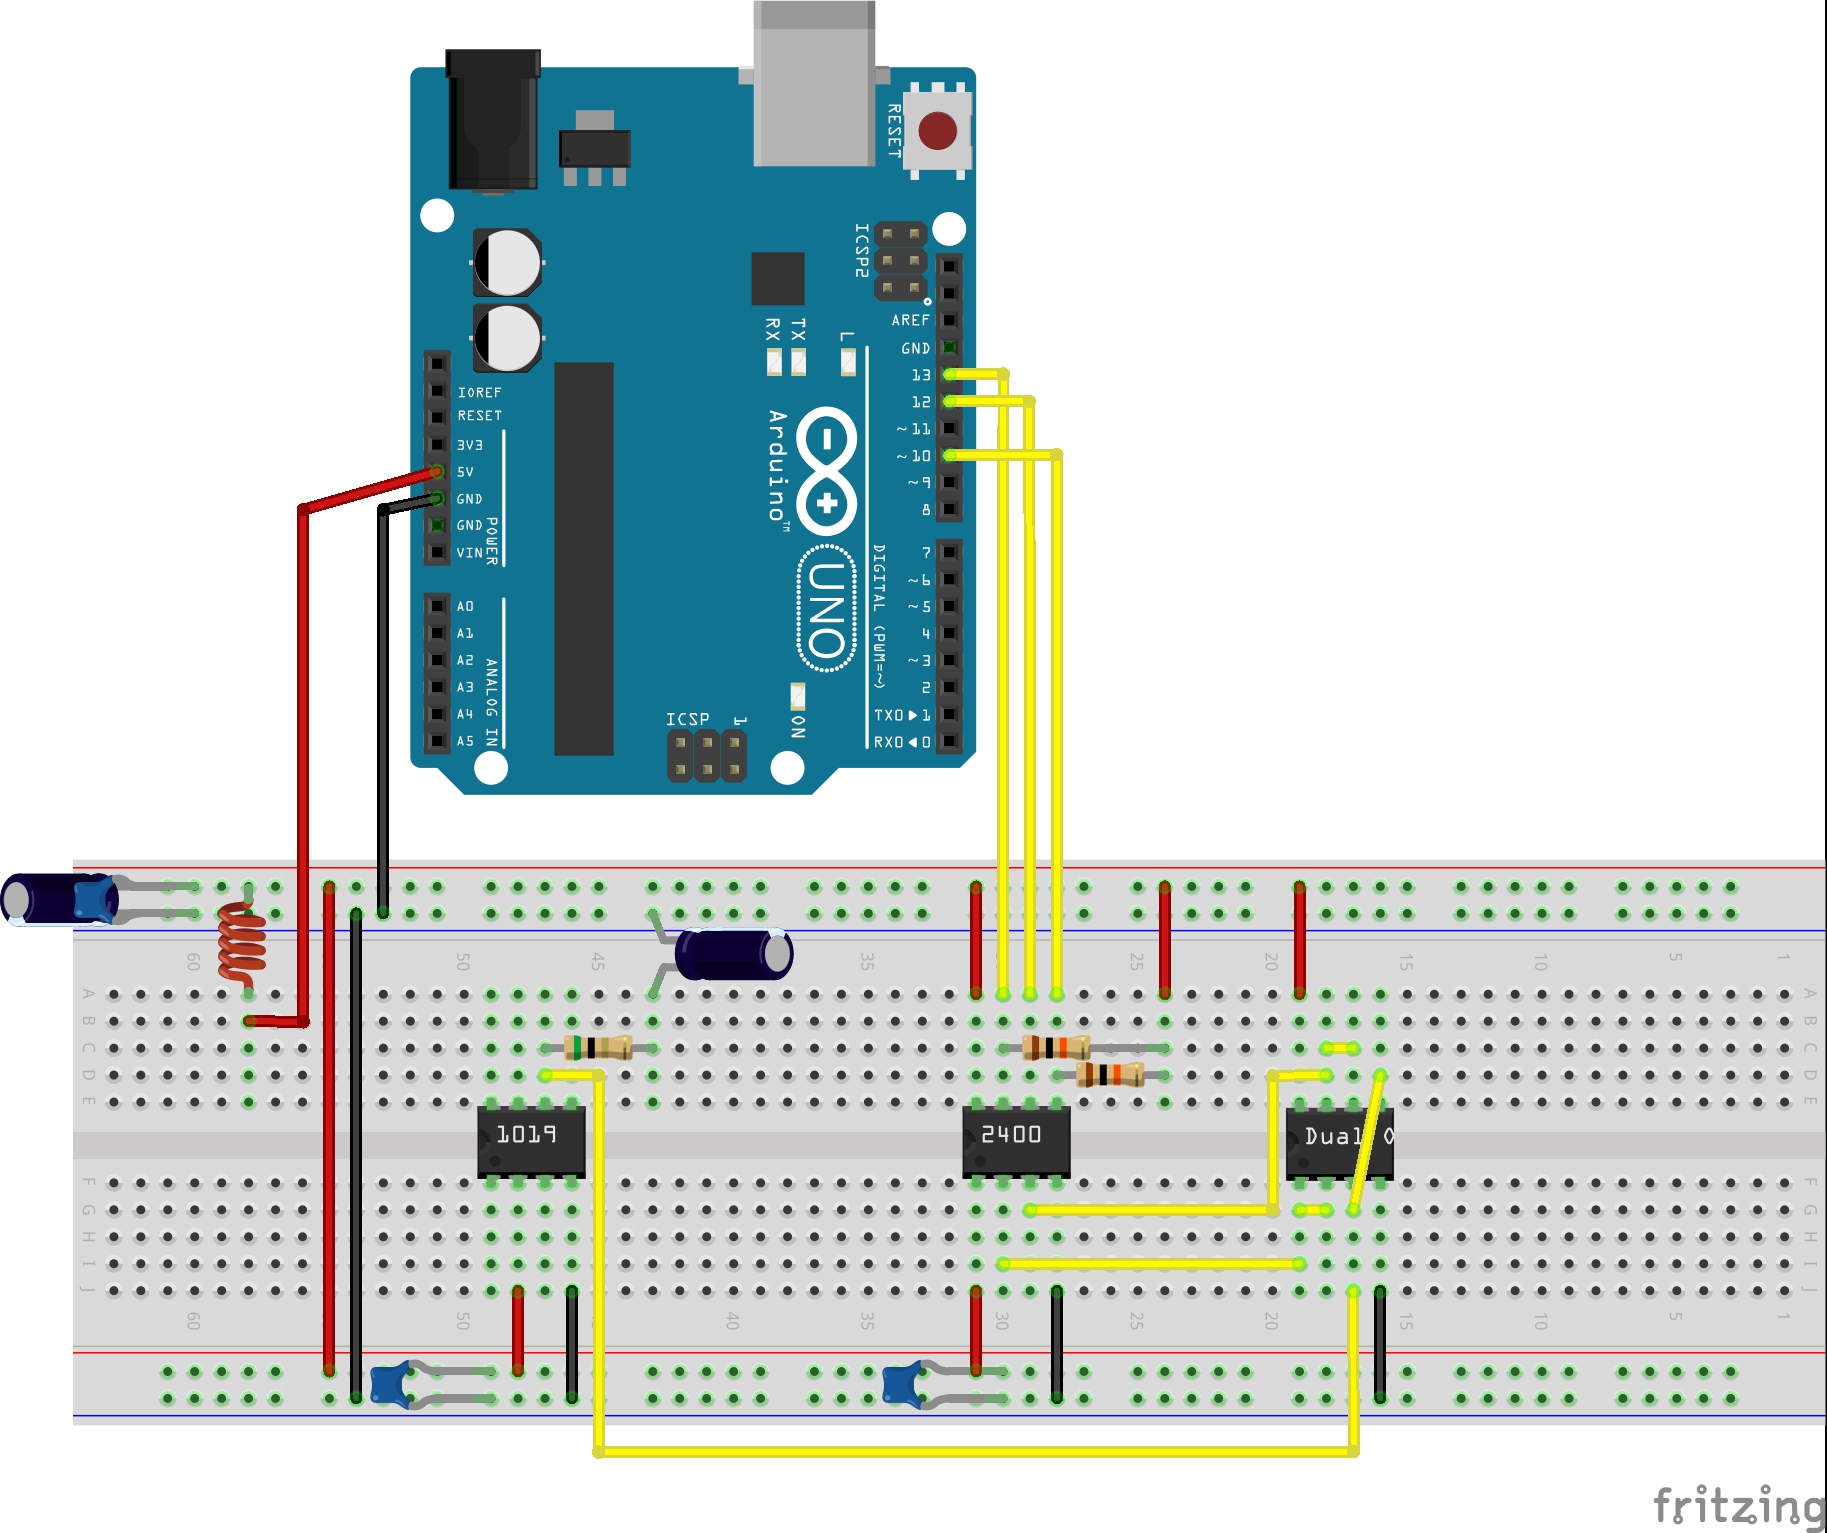 RESET
ICSP2
AREF
GND
RX
TX
L
13
12
~11
~10
~9
8
IOREF
RESET
3V3
5V
GND
GND
VIN
POWER
Arduino™
UNO
DIGITAL (PWM=~)
7
~6
~5
4
~3
2
TX0▶1
RX0◀0
A0
A1
A2
A3
A4
A5
ANALOG IN
ICSP
1
ON
60
50
45
35
25
20
15
10
5
1
A
B
C
D
E
A
B
C
D
E
1019
2400
Dual O
F
G
H
I
J
F
G
H
I
J
60
50
40
35
30
25
20
15
10
5
1
fritzing